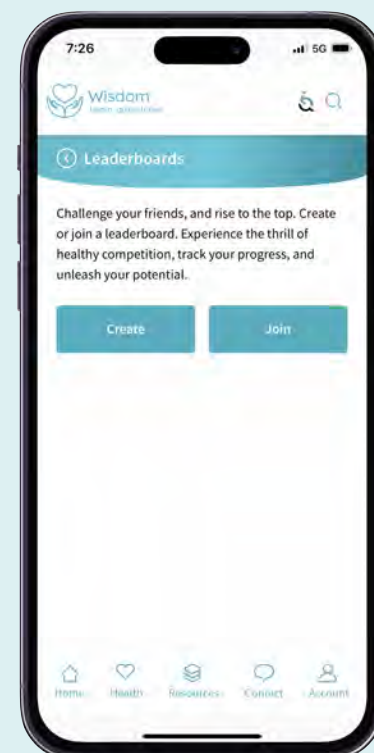 7:26
5G
Wisdom
Leaderboards
Challenge your friends, and rise to the top. Create
or join a leaderboard. Experience the thrill of
healthy competition, track your progress, and
unleash your potential.
Create Join
Home Health Resources Connect Account